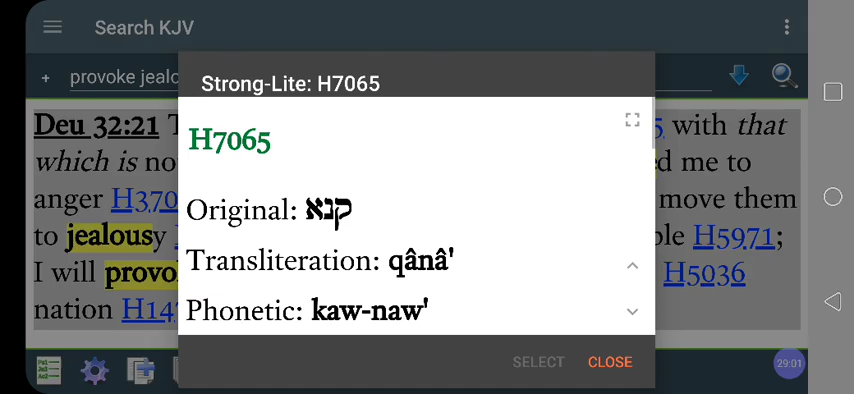 Search KJV
+ provoke jealo
Strong-Lite: H7065
H7065
Original: קנא
Transliteration: qânâ'
Phonetic: kaw-naw'
SELECT CLOSE
Deu 32:21 T 5 with that
which is no d me to
anger H370 move them
to jealousy ple H5971;
I will provo H5036
nation H14
29:01